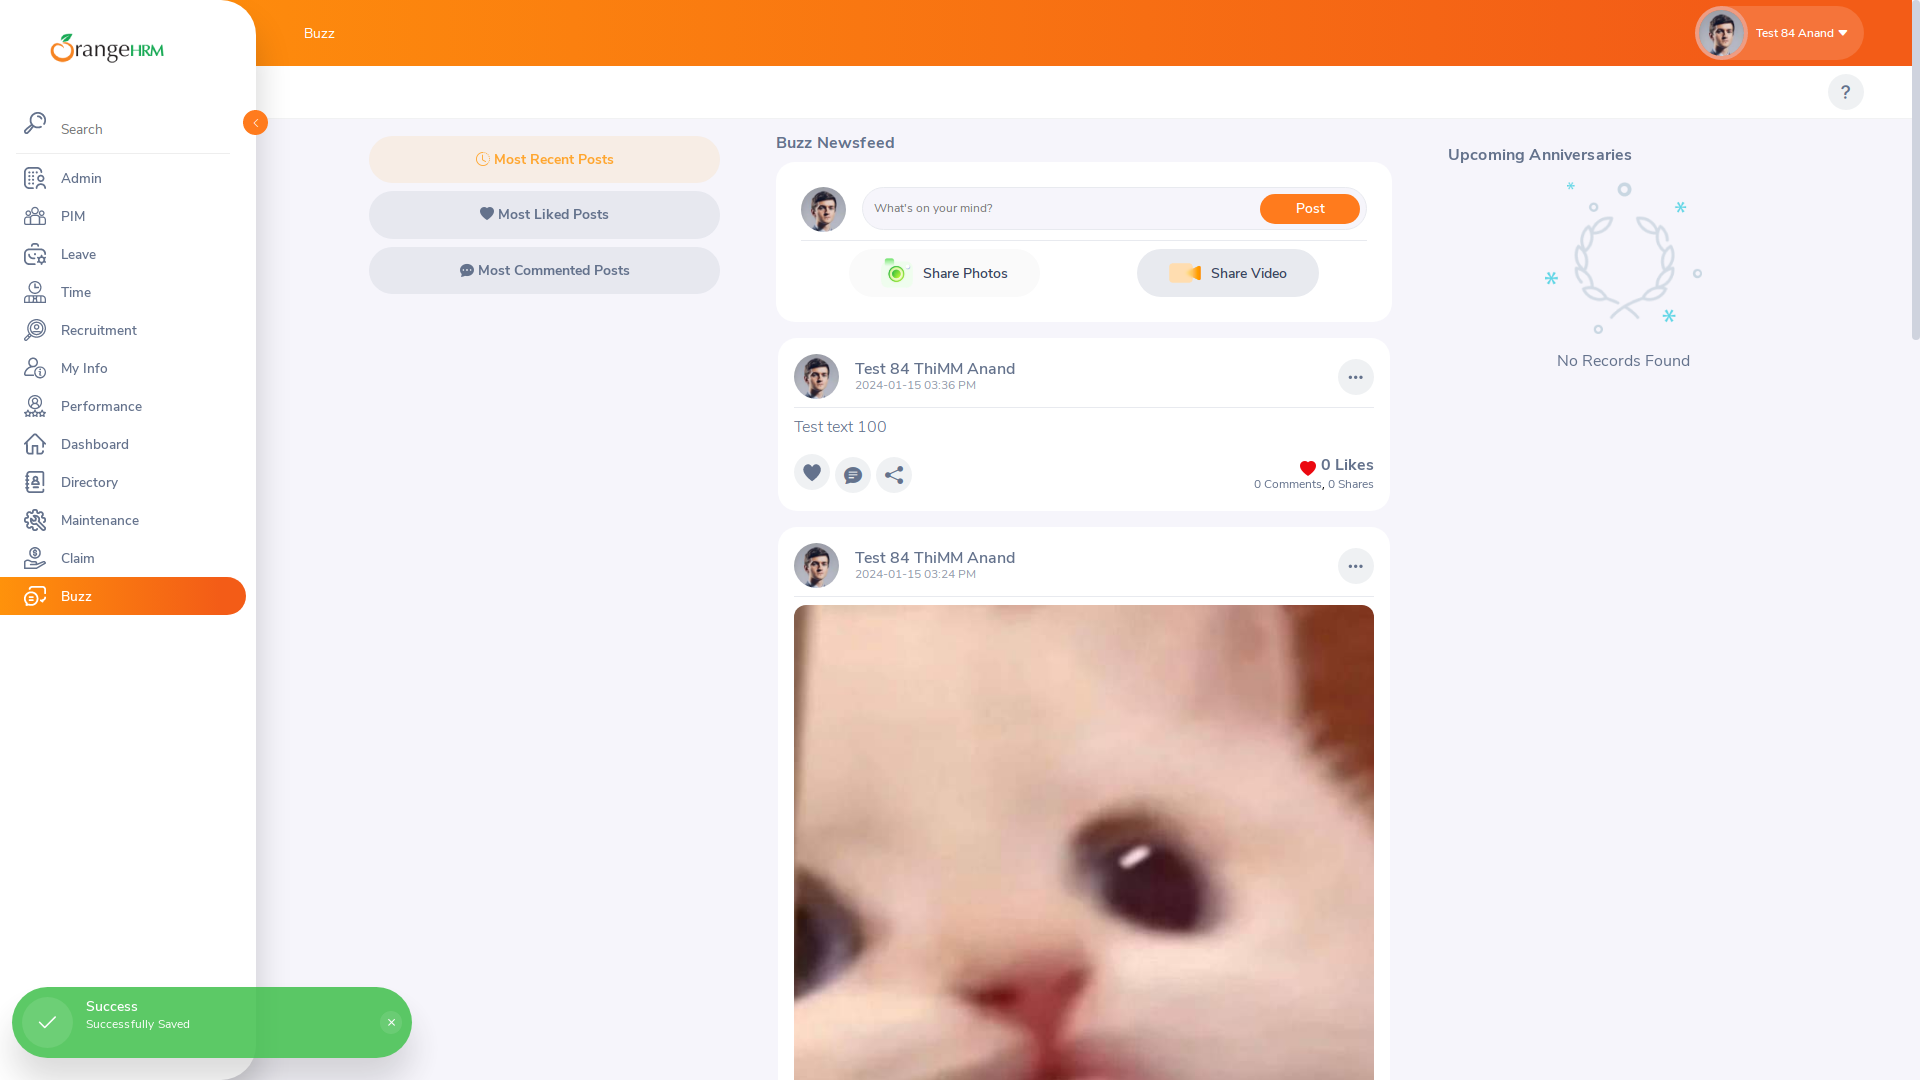 OrangeHRM
Search
Admin
PIM
Leave
Time
Recruitment
My Info
Performance
Dashboard
Directory
Maintenance
Claim
Buzz
Buzz
Test 84 Anand
?
Most Recent Posts
Most Liked Posts
Most Commented Posts
Buzz Newsfeed
What's on your mind?
Post
Share Photos
Share Video
Test 84 ThiMM Anand
2024-01-15 03:36 PM
Test text 100
0 Likes
0 Comments, 0 Shares
Test 84 ThiMM Anand
2024-01-15 03:24 PM
Upcoming Anniversaries
No Records Found
Success
Successfully Saved